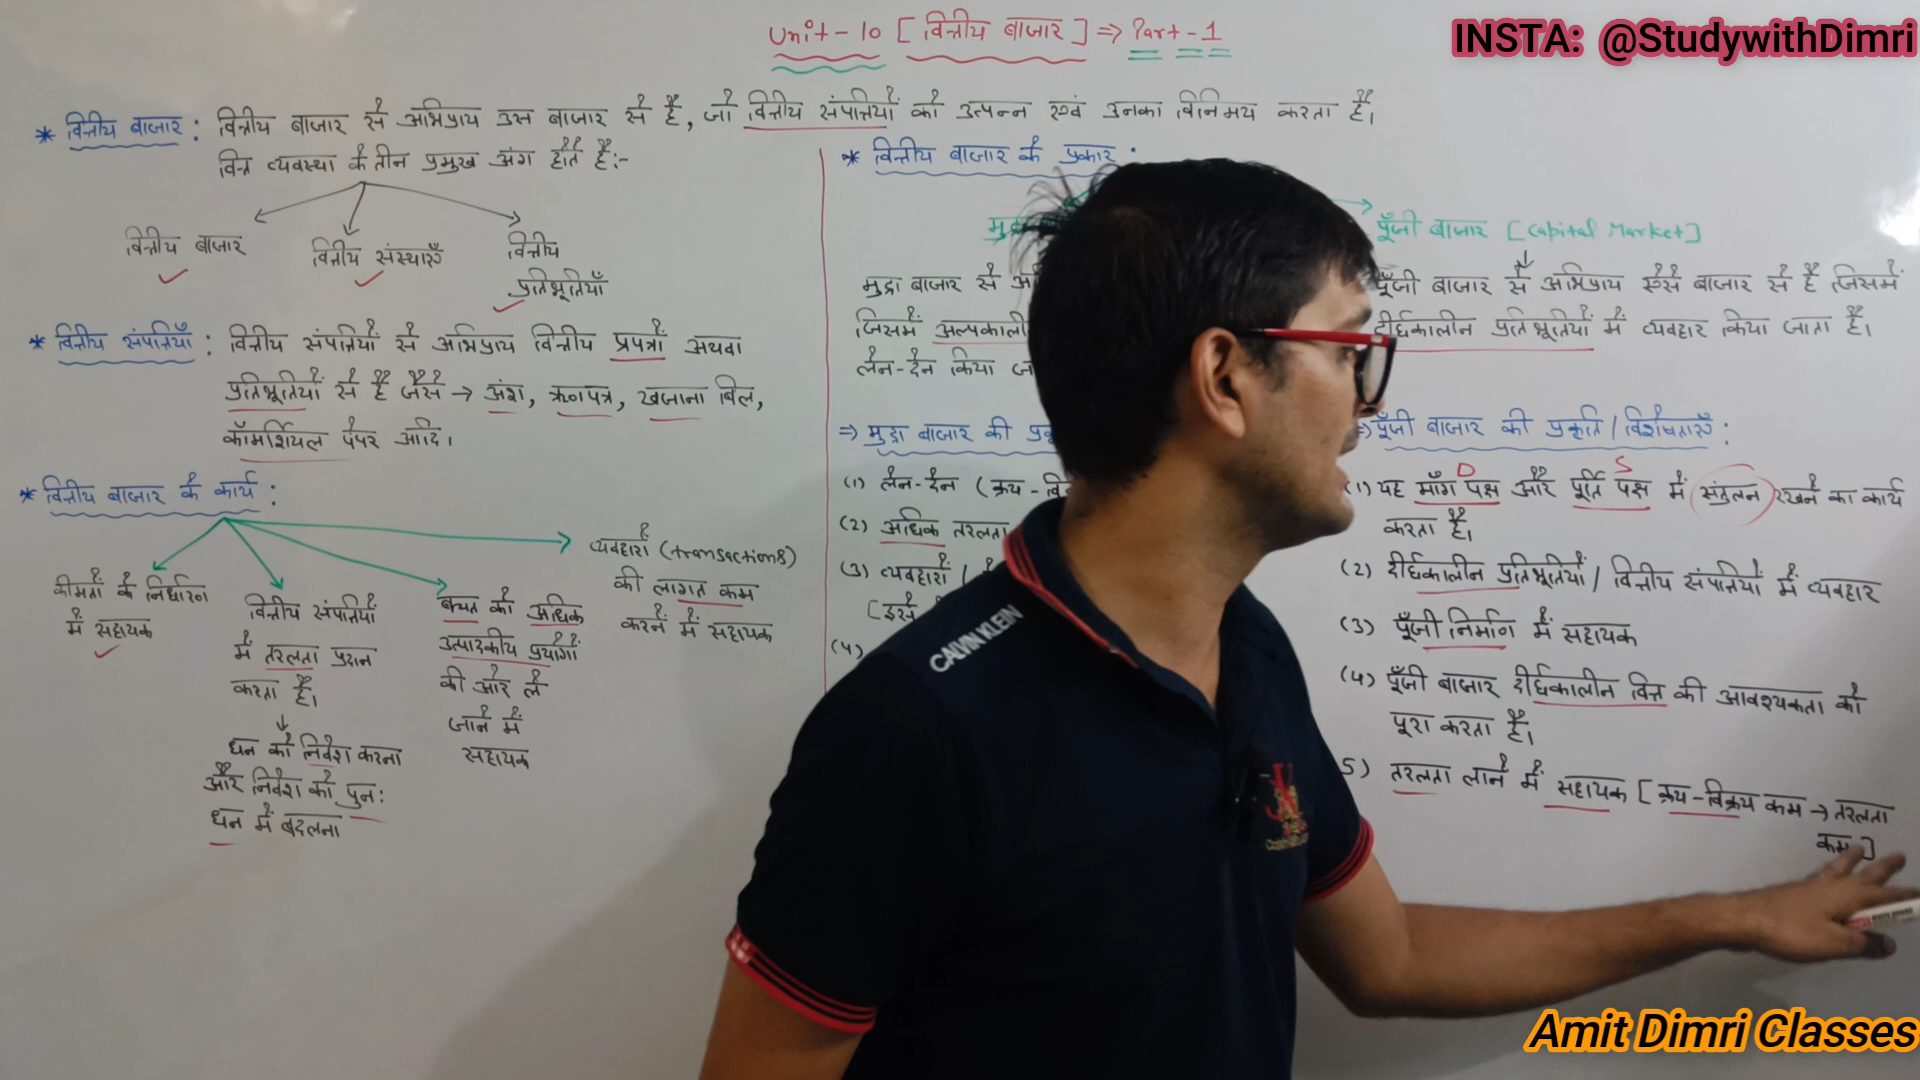 Unit-10 [वित्तीय बाजार] ⇒ Part-1
INSTA: @StudywithDimri
* वित्तीय बाजार : वित्तीय बाजार से अभिप्राय उस बाजार से है, जो वित्तीय संपत्तियों को उत्पन्न एवं उनका विनिमय करता है।
वित्त व्यवस्था के तीन प्रमुख अंग होते हैं:-
वित्तीय बाजार
वित्तीय संस्थाएँ
वित्तीय
प्रतिभूतियाँ
* वित्तीय संपत्तियाँ : वित्तीय संपत्तियों से अभिप्राय वित्तीय प्रपत्रों अथवा
प्रतिभूतियों से है जैसे → अंश, ऋणपत्र, खजाना बिल,
कॉमर्शियल पेपर आदि।
* वित्तीय बाजार के कार्य :
कीमतों के निर्धारण
में सहायक
वित्तीय संपत्तियों
में तरलता प्रदान
करता है।
↓
धन को निवेश करना
और निवेश को पुनः
धन में बदलना
बचत को अधिक
उत्पादकीय प्रयोगों
की ओर ले
जाने में
सहायक
व्यवहारों (transactions)
की लागत कम
करने में सहायक
* वित्तीय बाजार के प्रकार :
मुद्रा बाजार से
जिसमें
लेन-देन किया
⇒ मुद्रा बाजार की
(1) लेन-देन (क्रय-
(2) अधिक तरलता
(3) व्यवहारों /
[इसे
(4)
पूँजी बाजार [Capital Market]
↓
पूँजी बाजार से अभिप्राय ऐसे बाजार से है जिसमें
दीर्घकालीन प्रतिभूतियों में व्यवहार किया जाता है।
⇒ पूँजी बाजार की प्रकृति / विशेषताएँ :
D S
(1) यह माँग पक्ष और पूर्ति पक्ष में संतुलन रखने का कार्य
करता है।
(2) दीर्घकालीन प्रतिभूतियों / वित्तीय संपत्तियों में व्यवहार
(3) पूँजी निर्माण में सहायक
(4) पूँजी बाजार दीर्घकालीन वित्त की आवश्यकता को
पूरा करता है।
5) तरलता लाने में सहायक [क्रय-विक्रय कम → तरलता
कम]
CALVIN KLEIN
Amit Dimri Classes